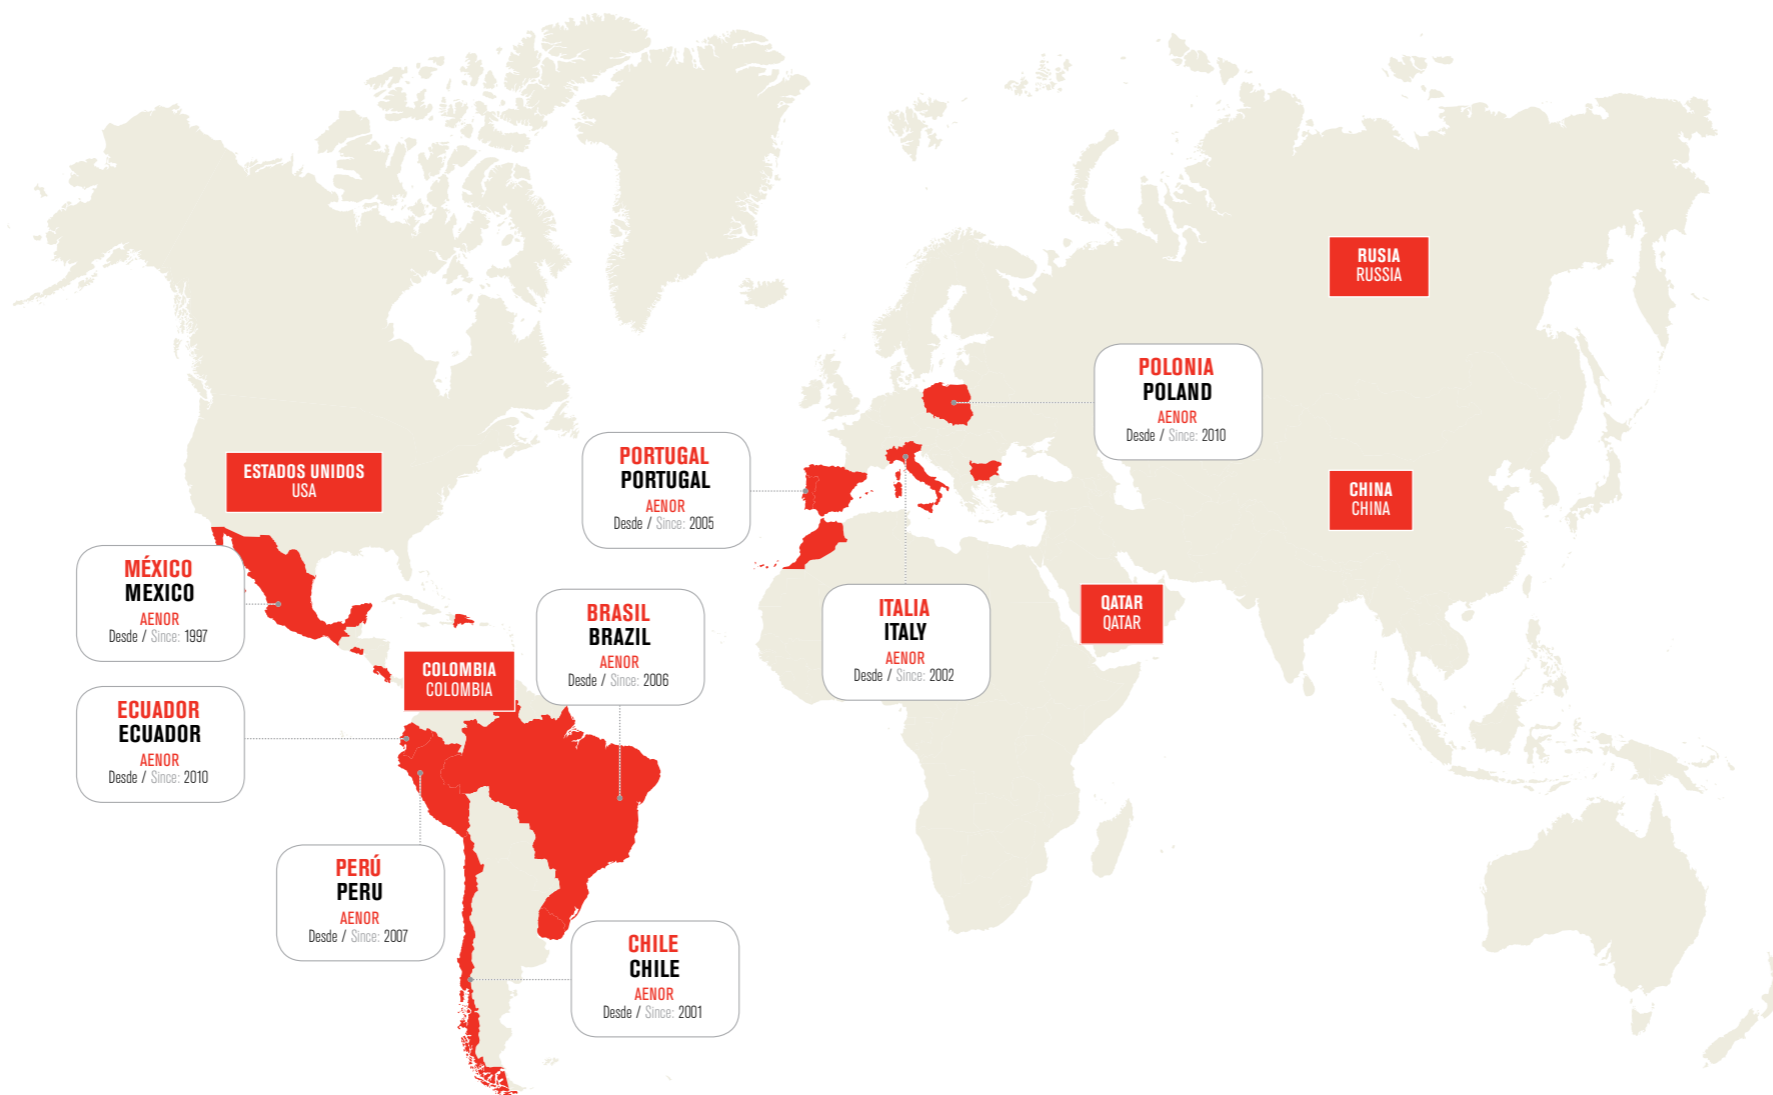 RUSIA
RUSSIA
POLONIA
POLAND
AENOR
Desde / Since: 2010
PORTUGAL
PORTUGAL
AENOR
Desde / Since: 2005
ESTADOS UNIDOS
USA
CHINA
CHINA
MÉXICO
MEXICO
AENOR
Desde / Since: 1997
BRASIL
BRAZIL
AENOR
Desde / Since: 2006
ITALIA
ITALY
AENOR
Desde / Since: 2002
QATAR
QATAR
COLOMBIA
COLOMBIA
ECUADOR
ECUADOR
AENOR
Desde / Since: 2010
PERÚ
PERU
AENOR
Desde / Since: 2007
CHILE
CHILE
AENOR
Desde / Since: 2001